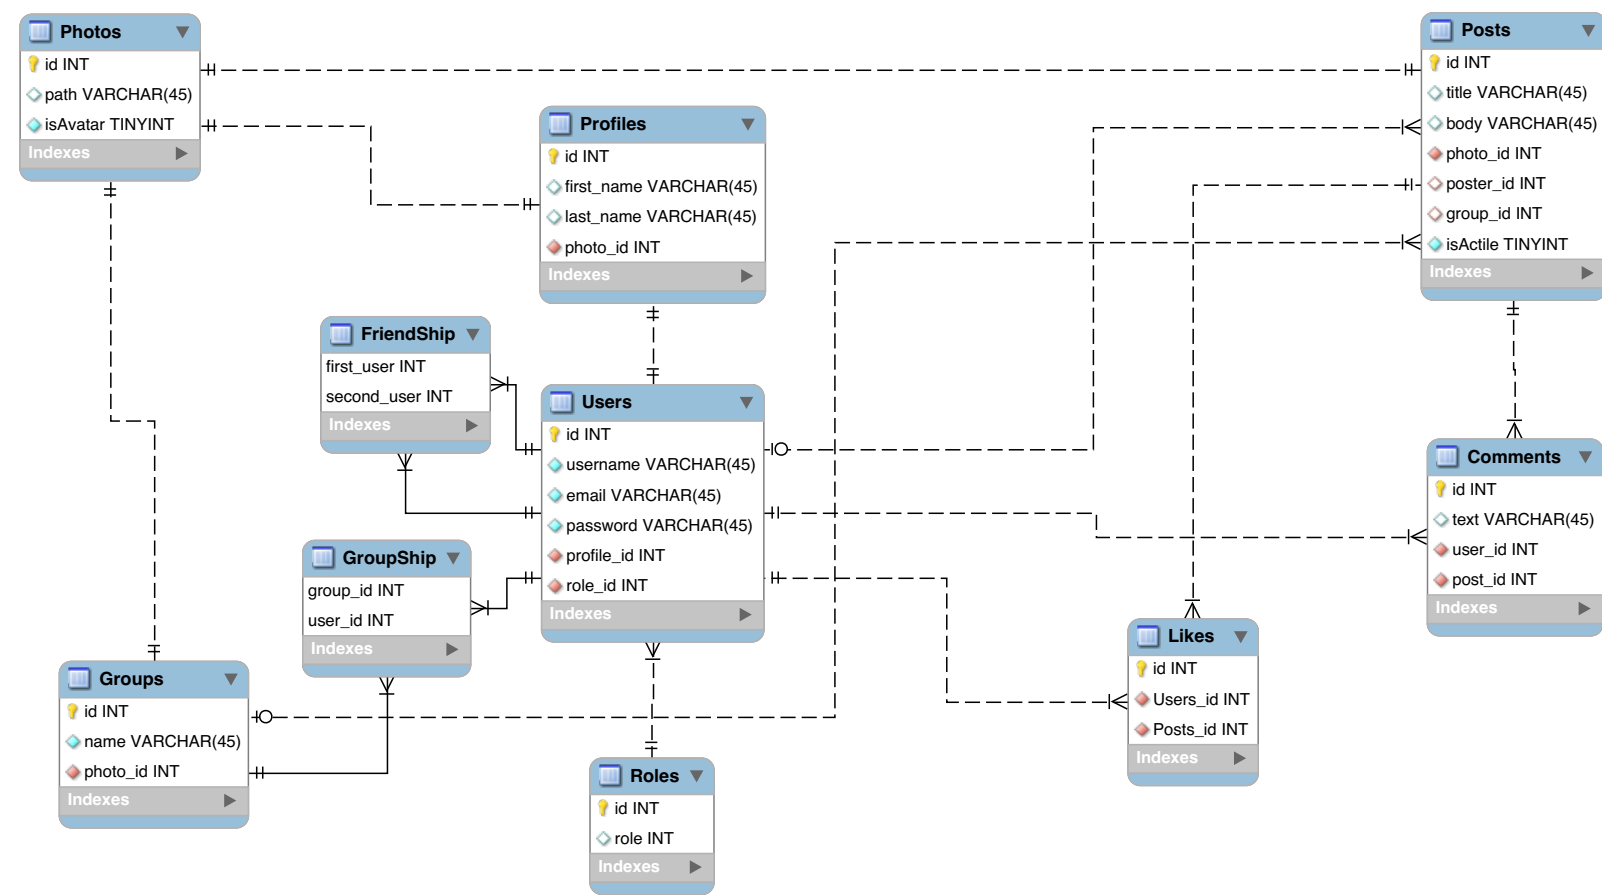 Photos
id INT
path VARCHAR(45)
isAvatar TINYINT
Indexes
Profiles
id INT
first_name VARCHAR(45)
last_name VARCHAR(45)
photo_id INT
Indexes
Posts
id INT
title VARCHAR(45)
body VARCHAR(45)
photo_id INT
poster_id INT
group_id INT
isActile TINYINT
Indexes
FriendShip
first_user INT
second_user INT
Indexes
Users
id INT
username VARCHAR(45)
email VARCHAR(45)
password VARCHAR(45)
profile_id INT
role_id INT
Indexes
Comments
id INT
text VARCHAR(45)
user_id INT
post_id INT
Indexes
GroupShip
group_id INT
user_id INT
Indexes
Groups
id INT
name VARCHAR(45)
photo_id INT
Indexes
Likes
id INT
Users_id INT
Posts_id INT
Indexes
Roles
id INT
role INT
Indexes